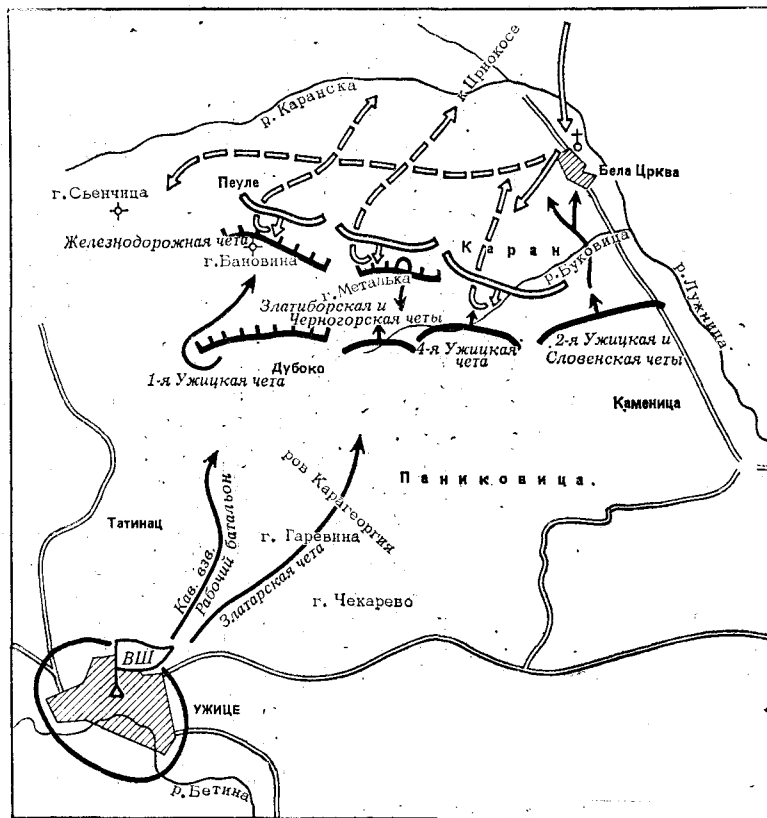 к Црнокосе
р. Каранска
Бела Црква
Пеуле
г. Сьенчица
Железнодорожная чета
г. Бановина
Каран
р. Буковица
р. Лужница
г. Металька
Златиборская и
Черногорская четы
4-я Ужицкая
чета
2-я Ужицкая и
Словенская четы
Дубоко
1-я Ужицкая чета
Каменица
ров Карагеоргия
Паниковица.
Татинац
Кав. взв.
Рабочий батальон
г. Гаревина
Златарская чета
г. Чекарево
ВШ
УЖИЦЕ
р. Бетина